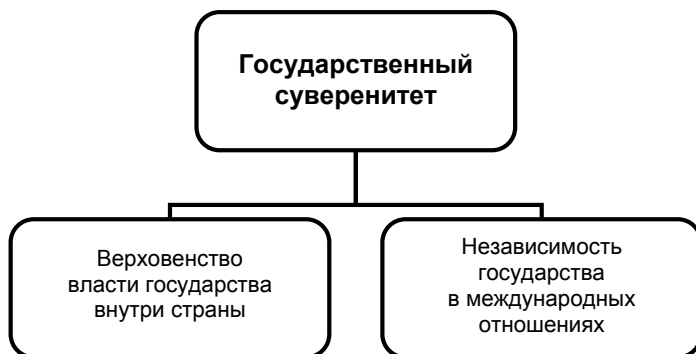 Государственный
суверенитет
Верховенство
власти государства
внутри страны
Независимость
государства
в международных
отношениях